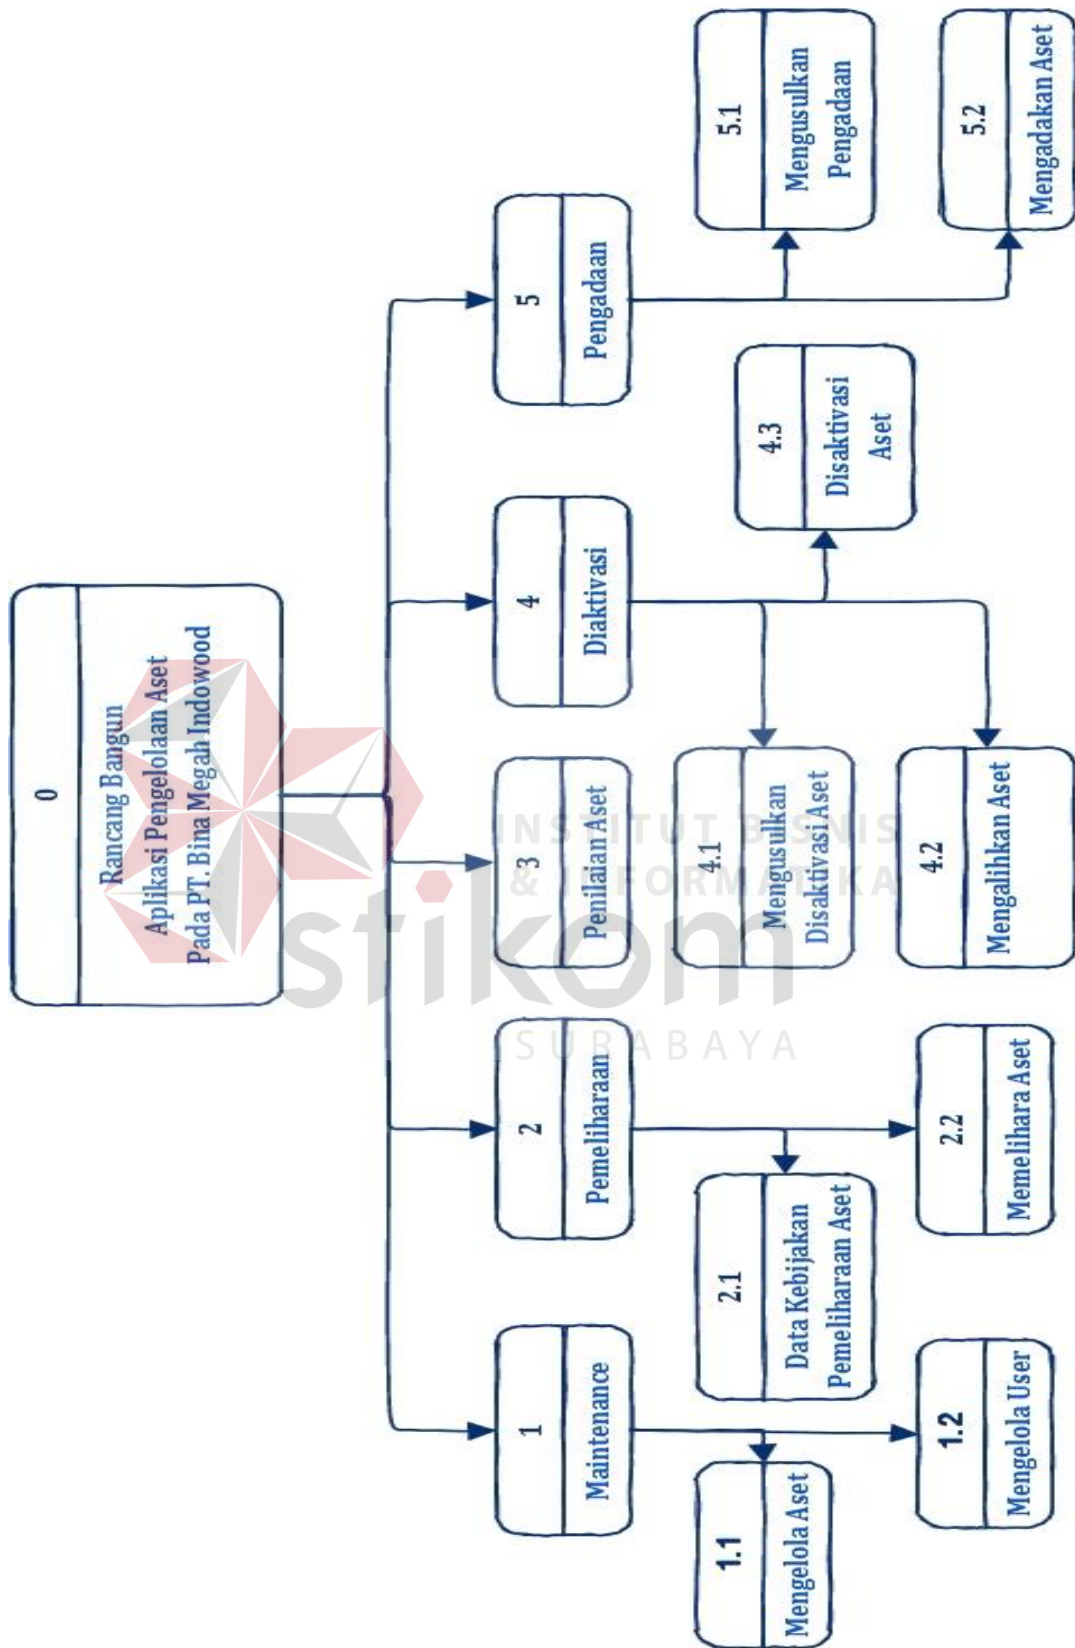 0
Rancang Bangun
Aplikasi Pengelolaan Aset
Pada PT. Bina Megah Indowood
1
Maintenance
2
Pemeliharaan
3
Penilaian Aset
4
Diaktivasi
5
Pengadaan
1.1
Mengelola Aset
1.2
Mengelola User
2.1
Data Kebijakan
Pemeliharaan Aset
2.2
Memelihara Aset
4.1
Mengusulkan
Disaktivasi Aset
4.2
Mengalihkan Aset
4.3
Disaktivasi
Aset
5.1
Mengusulkan
Pengadaan
5.2
Mengadakan Aset
INSTITUT BISNIS
& INFORMATIKA
stikom
SURABAYA